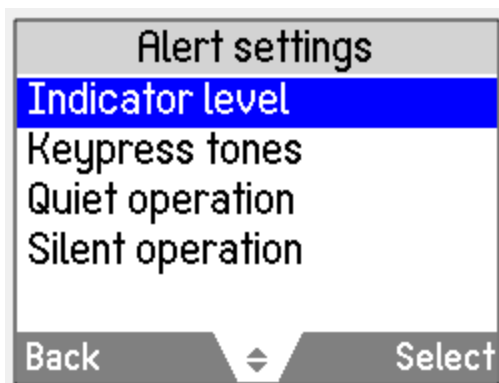 Alert settings
Indicator level
Keypress tones
Quiet operation
Silent operation
Back Select